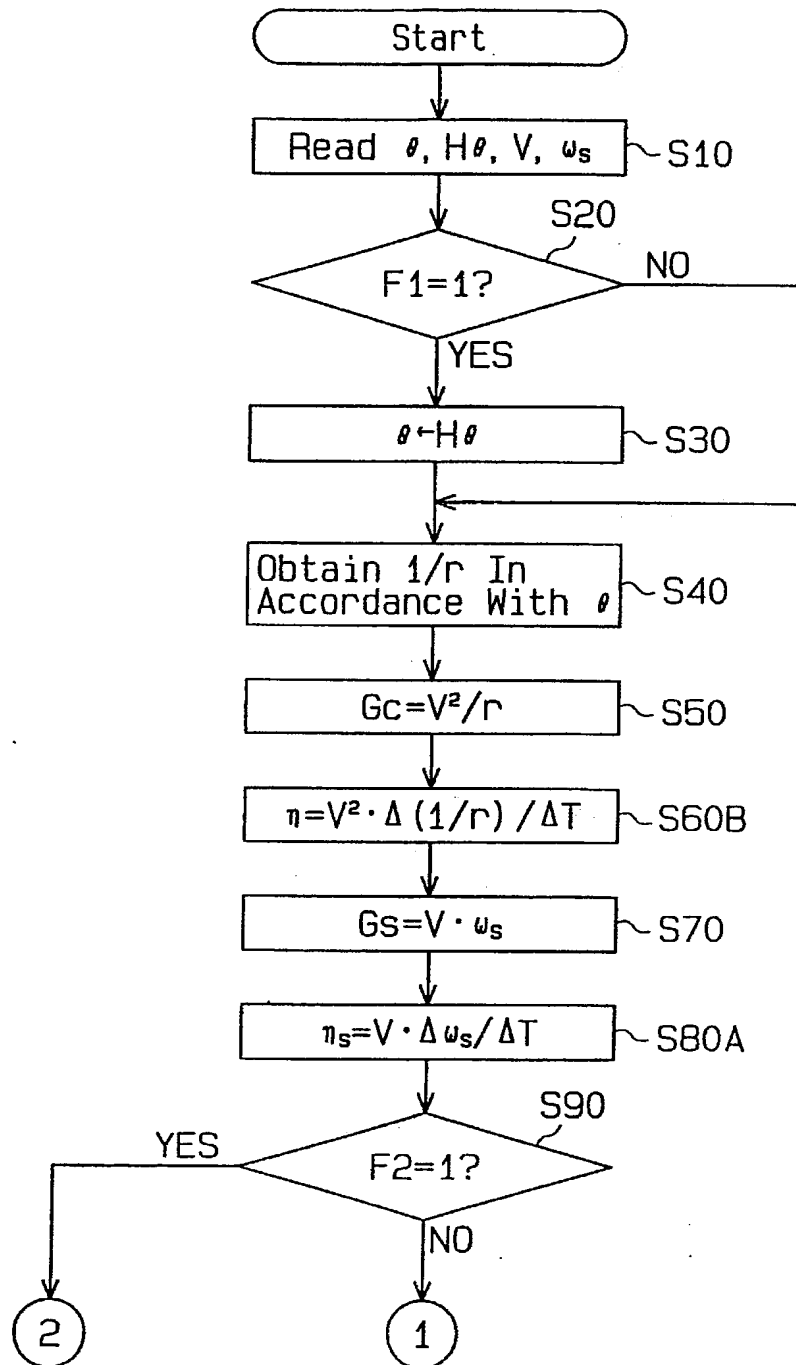 Start
Read θ, Hθ, V, ωs
S10
S20
F1=1?
NO
YES
θ←Hθ
S30
Obtain 1/r In
Accordance With θ
S40
Gc=V²/r
S50
η=V²·Δ(1/r)/ΔT
S60B
Gs=V·ωs
S70
ηs=V·Δωs/ΔT
S80A
S90
YES
F2=1?
NO
2
1